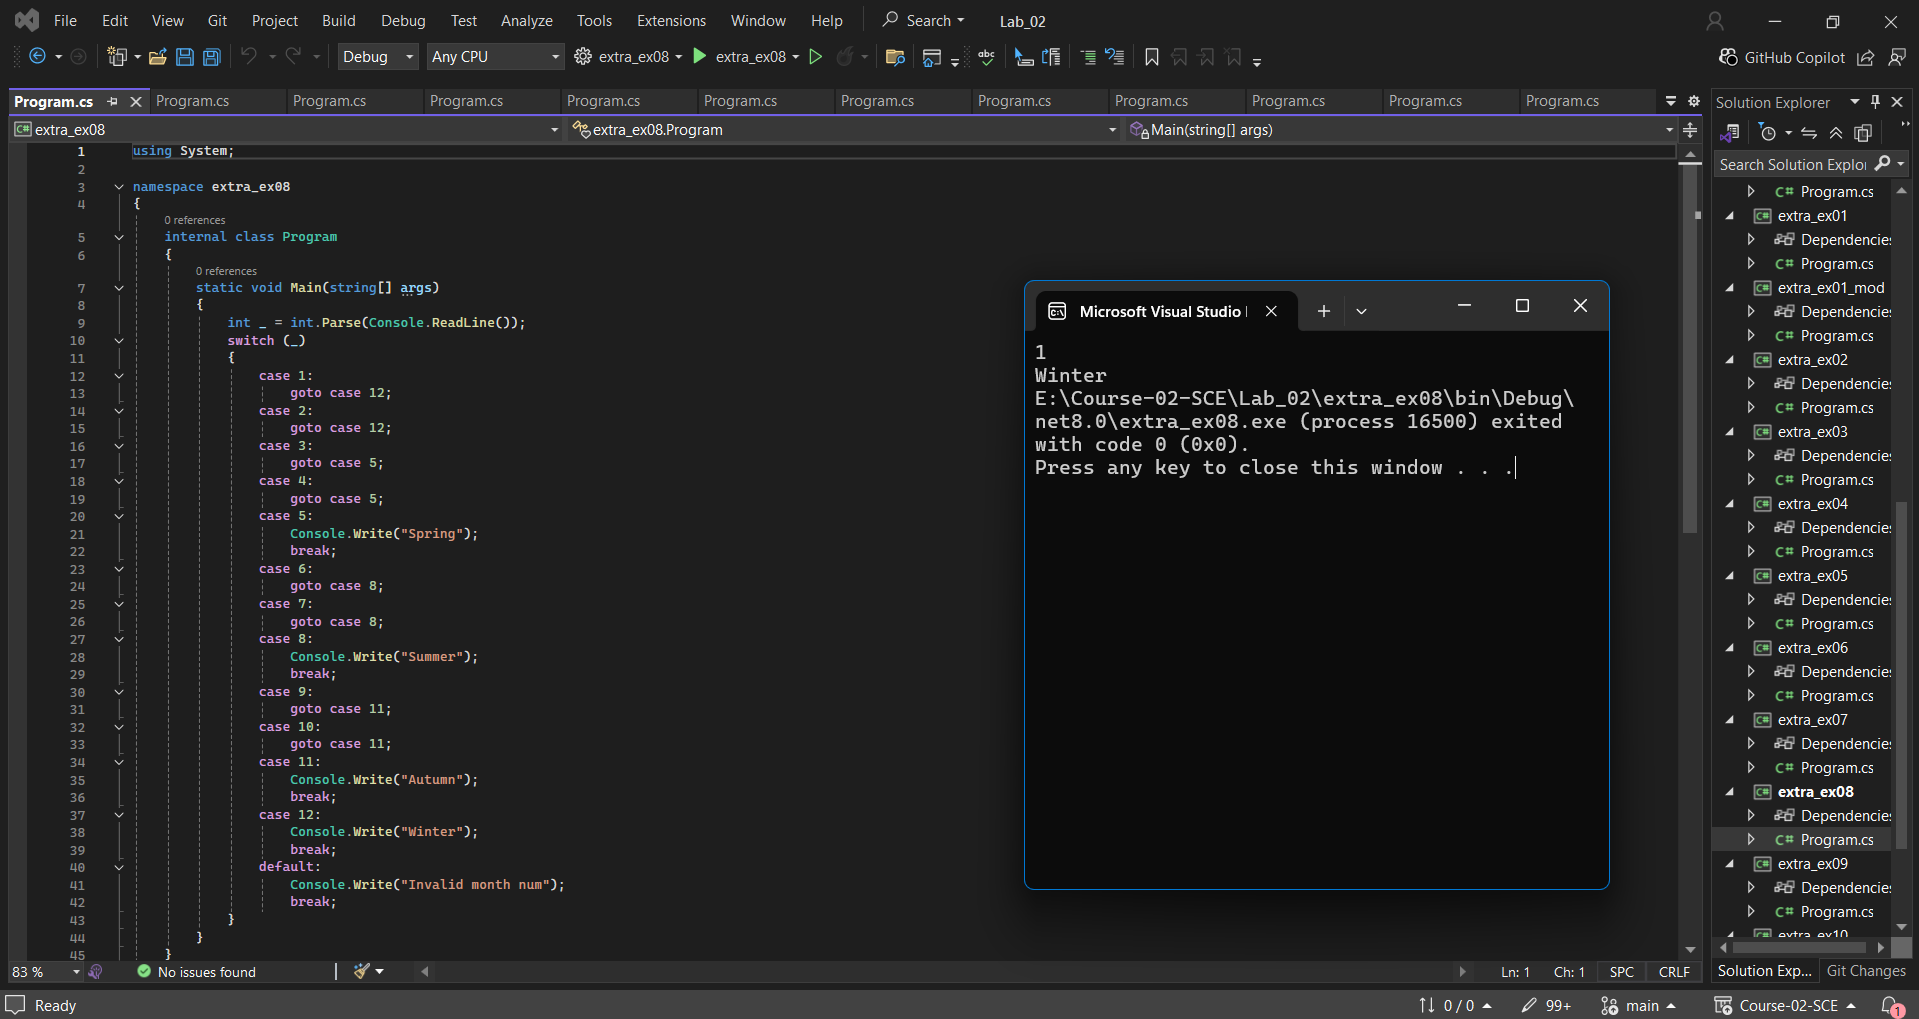 File Edit View Git Project Build Debug Test Analyze Tools Extensions Window Help Search Lab_02
Debug Any CPU extra_ex08 extra_ex08 GitHub Copilot
Program.cs Program.cs Program.cs Program.cs Program.cs Program.cs Program.cs Program.cs Program.cs Program.cs Program.cs Program.cs
extra_ex08 extra_ex08.Program Main(string[] args)
1 using System;
2
3 namespace extra_ex08
4 {
0 references
5 internal class Program
6 {
0 references
7 static void Main(string[] args)
8 {
9 int _ = int.Parse(Console.ReadLine());
10 switch (_)
11 {
12 case 1:
13 goto case 12;
14 case 2:
15 goto case 12;
16 case 3:
17 goto case 5;
18 case 4:
19 goto case 5;
20 case 5:
21 Console.Write("Spring");
22 break;
23 case 6:
24 goto case 8;
25 case 7:
26 goto case 8;
27 case 8:
28 Console.Write("Summer");
29 break;
30 case 9:
31 goto case 11;
32 case 10:
33 goto case 11;
34 case 11:
35 Console.Write("Autumn");
36 break;
37 case 12:
38 Console.Write("Winter");
39 break;
40 default:
41 Console.Write("Invalid month num");
42 break;
43 }
44 }
45 }
Microsoft Visual Studio
1
Winter
E:\Course-02-SCE\Lab_02\extra_ex08\bin\Debug\
net8.0\extra_ex08.exe (process 16500) exited
with code 0 (0x0).
Press any key to close this window . . .
Solution Explorer
Search Solution Explo
C# Program.cs
C# extra_ex01
Dependencies
C# Program.cs
C# extra_ex01_mod
Dependencies
C# Program.cs
C# extra_ex02
Dependencies
C# Program.cs
C# extra_ex03
Dependencies
C# Program.cs
C# extra_ex04
Dependencies
C# Program.cs
C# extra_ex05
Dependencies
C# Program.cs
C# extra_ex06
Dependencies
C# Program.cs
C# extra_ex07
Dependencies
C# Program.cs
C# extra_ex08
Dependencies
C# Program.cs
C# extra_ex09
Dependencies
C# Program.cs
C# extra_ex10
Solution Exp... Git Changes
83 % No issues found Ln: 1 Ch: 1 SPC CRLF
Ready 0 / 0 99+ main Course-02-SCE 1